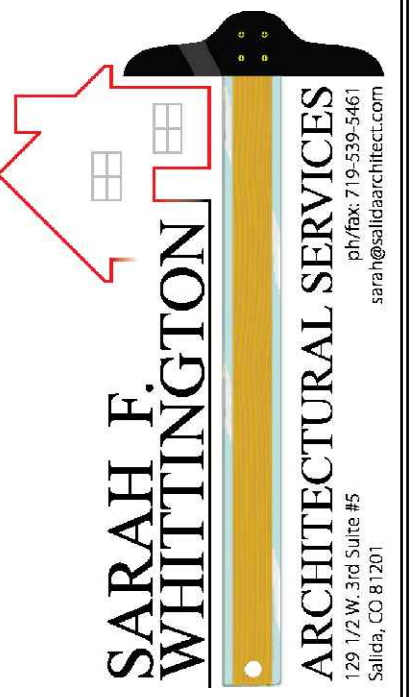 SARAH F.
WHITTINGTON
ARCHITECTURAL SERVICES
129 1/2 W. 3rd Suite #5
Salida, CO 81201
ph/fax: 719-539-5461
sarah@salidaarchitect.com